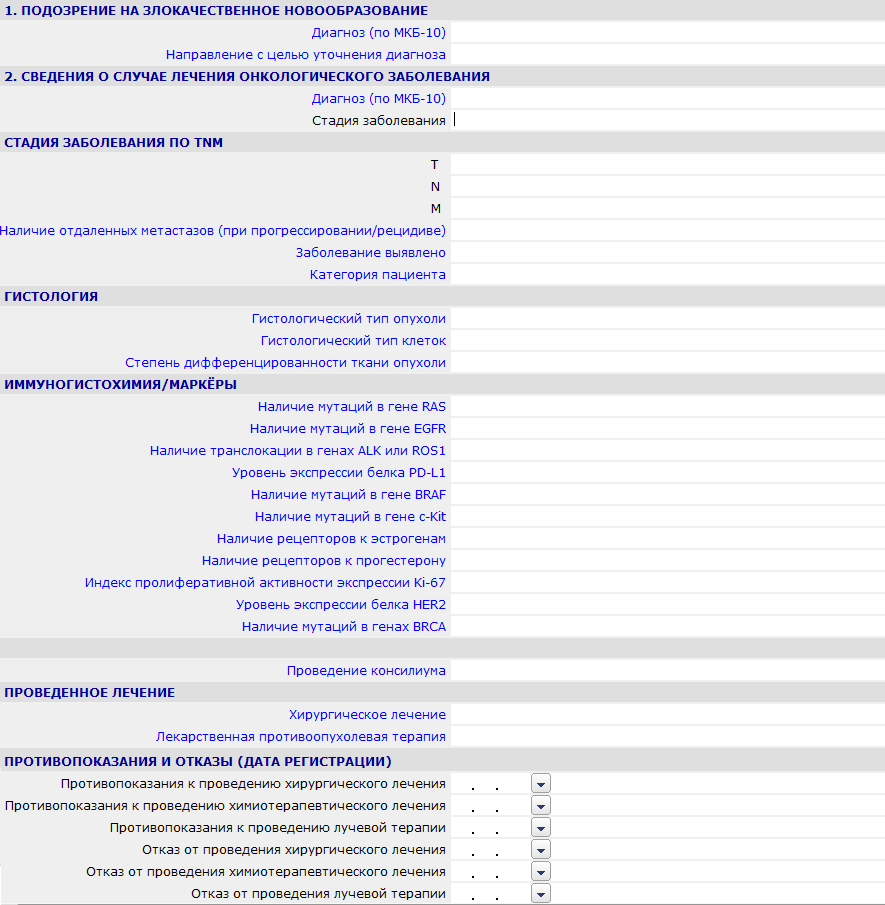 1. ПОДОЗРЕНИЕ НА ЗЛОКАЧЕСТВЕННОЕ НОВООБРАЗОВАНИЕ
Диагноз (по МКБ-10)
Направление с целью уточнения диагноза
2. СВЕДЕНИЯ О СЛУЧАЕ ЛЕЧЕНИЯ ОНКОЛОГИЧЕСКОГО ЗАБОЛЕВАНИЯ
Диагноз (по МКБ-10)
Стадия заболевания
СТАДИЯ ЗАБОЛЕВАНИЯ ПО TNM
T
N
M
Наличие отдаленных метастазов (при прогрессировании/рецидиве)
Заболевание выявлено
Категория пациента
ГИСТОЛОГИЯ
Гистологический тип опухоли
Гистологический тип клеток
Степень дифференцированности ткани опухоли
ИММУНОГИСТОХИМИЯ/МАРКЁРЫ
Наличие мутаций в гене RAS
Наличие мутаций в гене EGFR
Наличие транслокации в генах ALK или ROS1
Уровень экспрессии белка PD-L1
Наличие мутаций в гене BRAF
Наличие мутаций в гене c-Kit
Наличие рецепторов к эстрогенам
Наличие рецепторов к прогестерону
Индекс пролиферативной активности экспрессии Ki-67
Уровень экспрессии белка HER2
Наличие мутаций в генах BRCA
Проведение консилиума
ПРОВЕДЕННОЕ ЛЕЧЕНИЕ
Хирургическое лечение
Лекарственная противоопухолевая терапия
ПРОТИВОПОКАЗАНИЯ И ОТКАЗЫ (ДАТА РЕГИСТРАЦИИ)
Противопоказания к проведению хирургического лечения . .
Противопоказания к проведению химиотерапевтического лечения . .
Противопоказания к проведению лучевой терапии . .
Отказ от проведения хирургического лечения . .
Отказ от проведения химиотерапевтического лечения . .
Отказ от проведения лучевой терапии . .